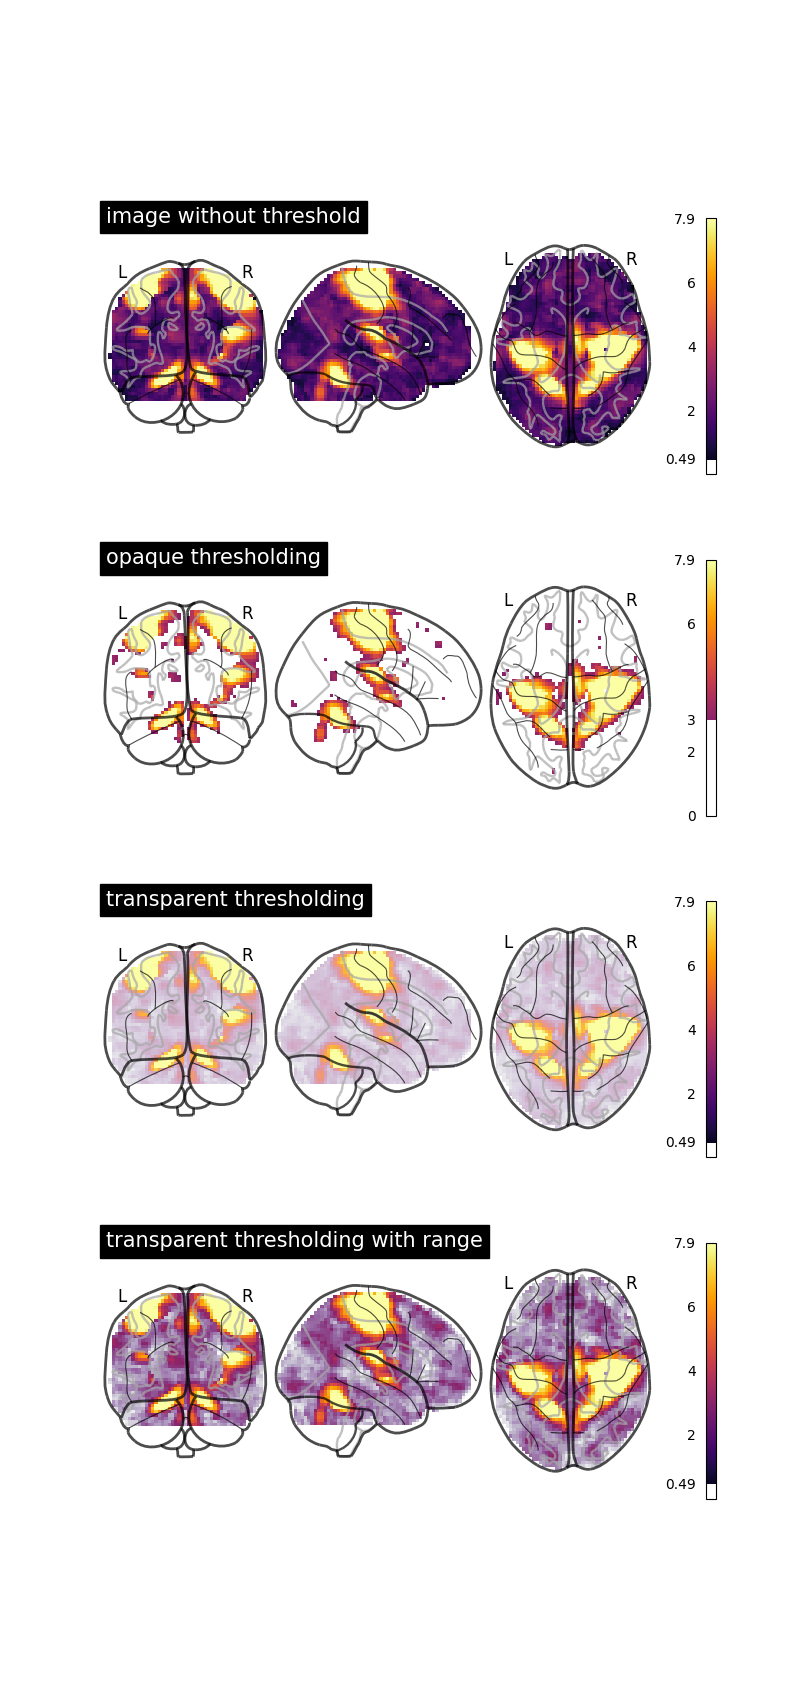 image without threshold
L R L R
7.9
6
4
2
0.49
opaque thresholding
L R L R
7.9
6
3
2
0
transparent thresholding
L R L R
7.9
6
4
2
0.49
transparent thresholding with range
L R L R
7.9
6
4
2
0.49